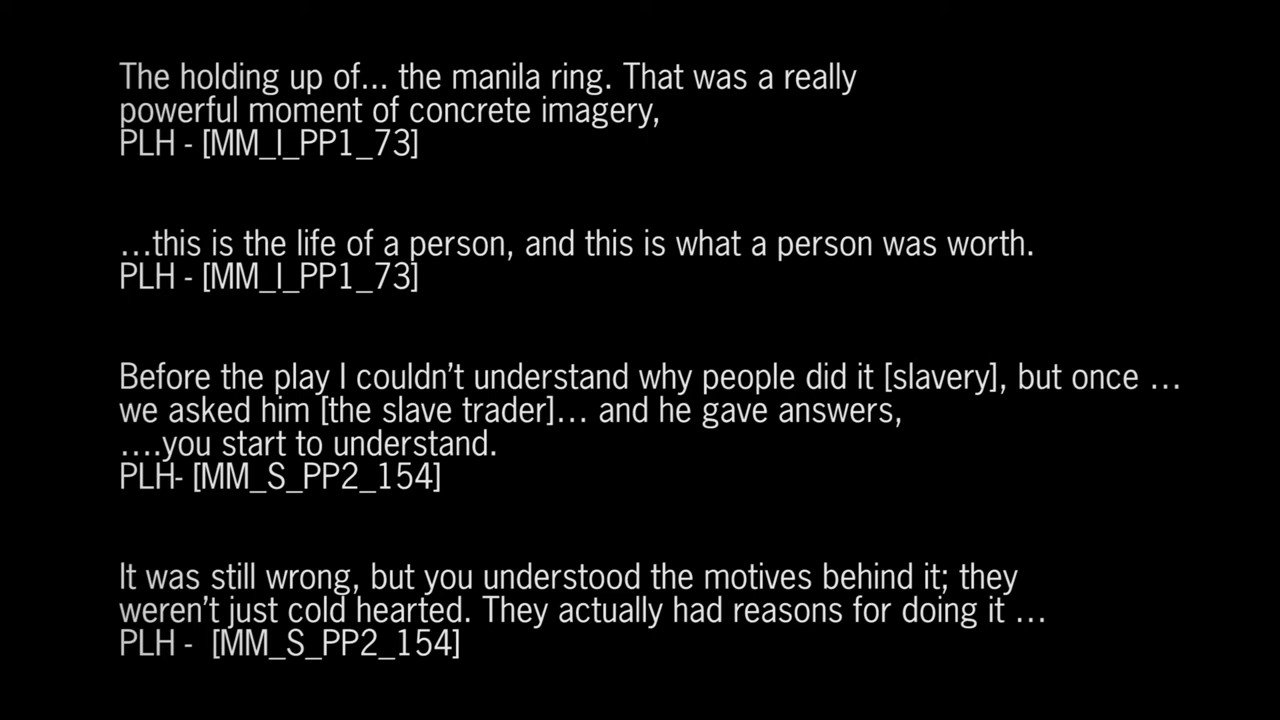 The holding up of... the manila ring. That was a really
powerful moment of concrete imagery,
PLH - [MM_I_PP1_73]
…this is the life of a person, and this is what a person was worth.
PLH - [MM_I_PP1_73]
Before the play I couldn’t understand why people did it [slavery], but once …
we asked him [the slave trader]… and he gave answers,
….you start to understand.
PLH- [MM_S_PP2_154]
It was still wrong, but you understood the motives behind it; they
weren’t just cold hearted. They actually had reasons for doing it …
PLH -  [MM_S_PP2_154]